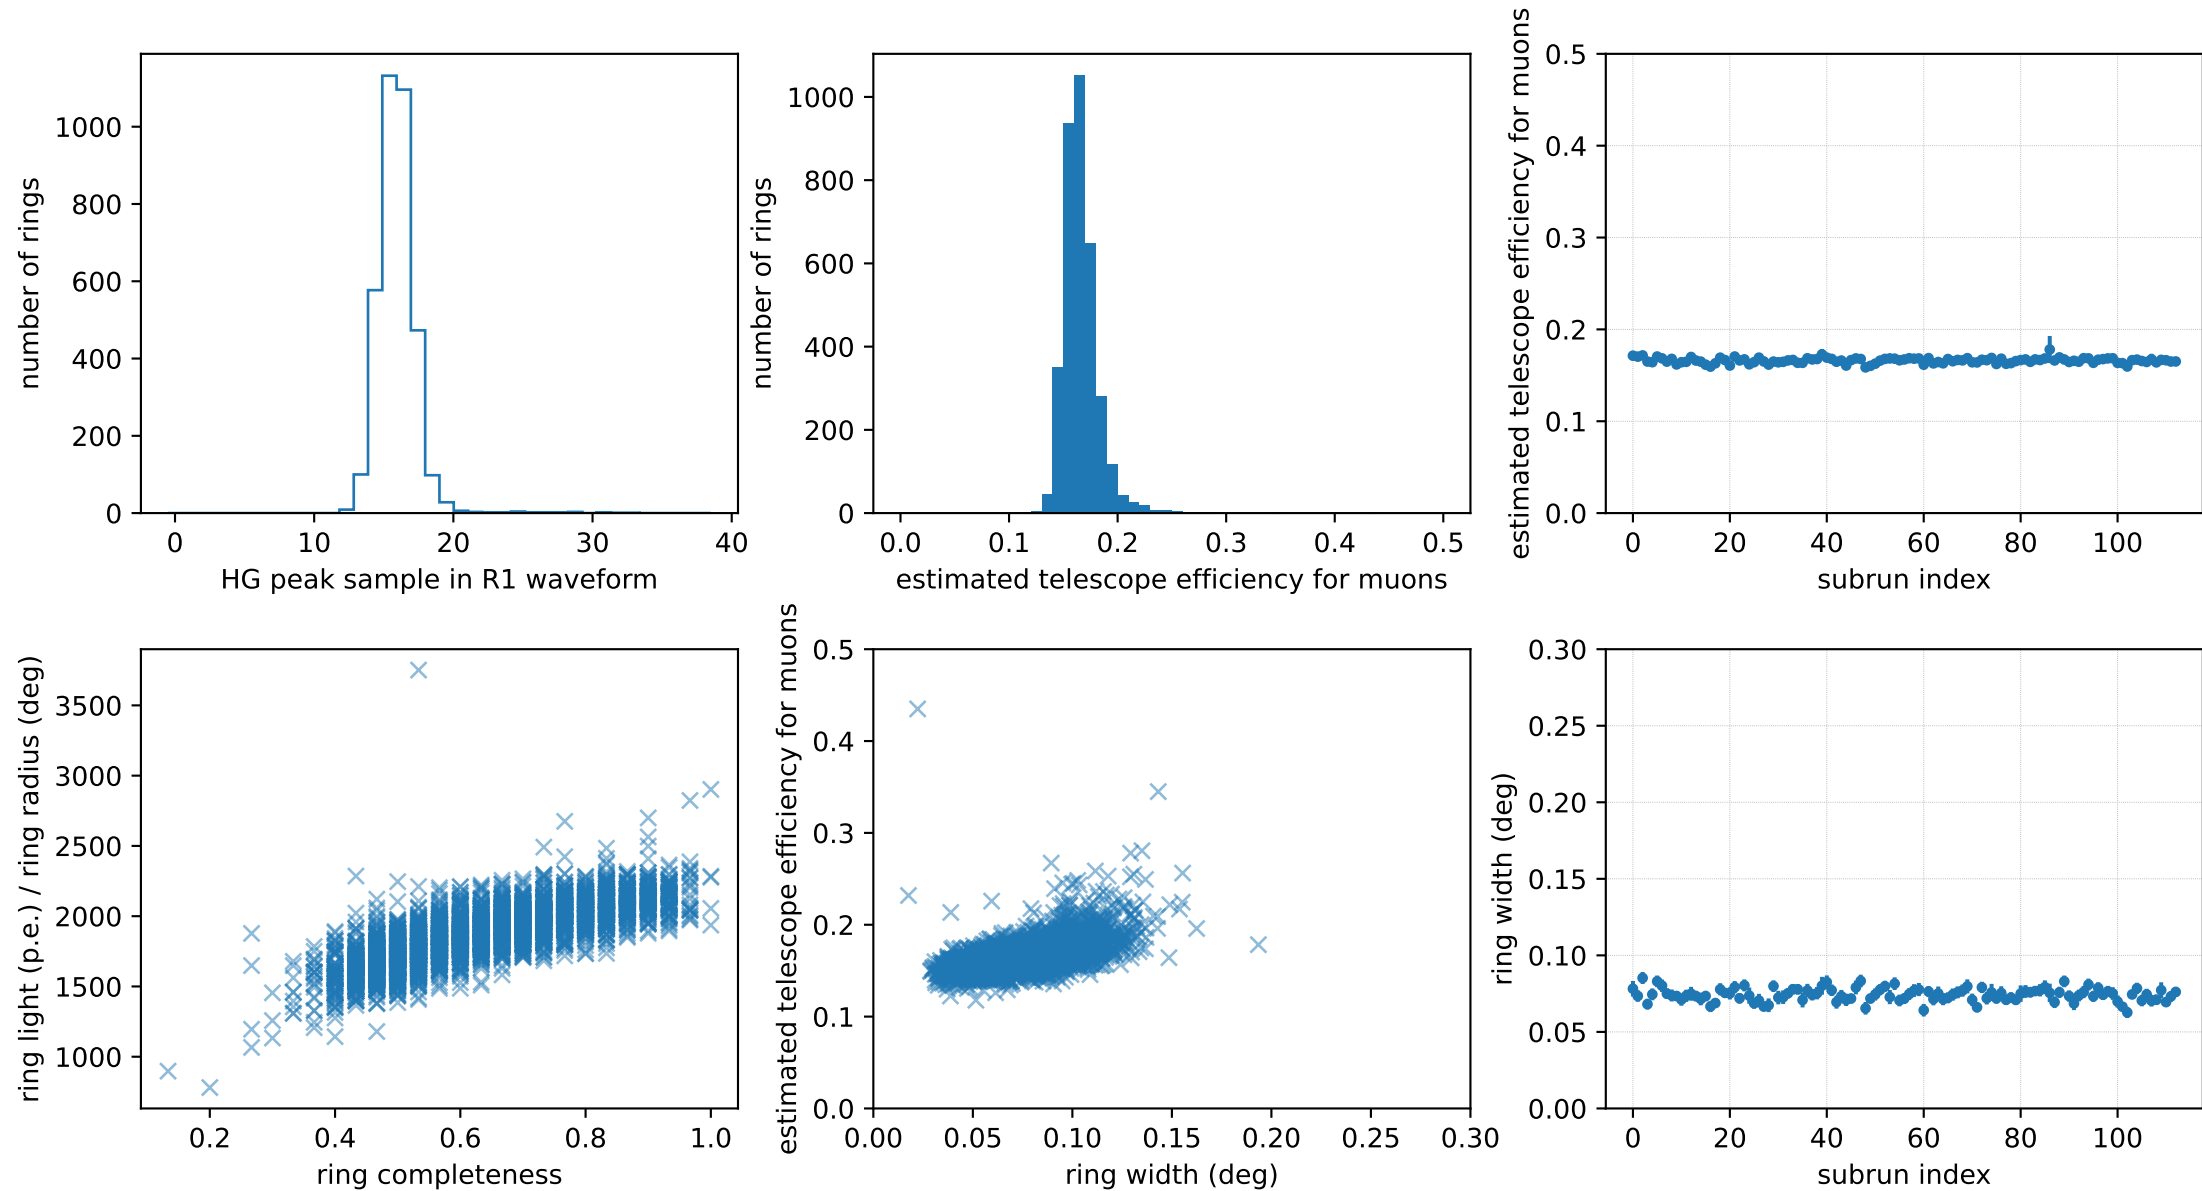 number of rings
1000
800
600
400
200
0
0 10 20 30 40
HG peak sample in R1 waveform
number of rings
1000
800
600
400
200
0
0.0 0.1 0.2 0.3 0.4 0.5
estimated telescope efficiency for muons
estimated telescope efficiency for muons
0.5
0.4
0.3
0.2
0.1
0.0
0 20 40 60 80 100
subrun index
ring light (p.e.) / ring radius (deg)
3500
3000
2500
2000
1500
1000
0.2 0.4 0.6 0.8 1.0
ring completeness
estimated telescope efficiency for muons
0.5
0.4
0.3
0.2
0.1
0.0
0.00 0.05 0.10 0.15 0.20 0.25 0.30
ring width (deg)
ring width (deg)
0.30
0.25
0.20
0.15
0.10
0.05
0.00
0 20 40 60 80 100
subrun index